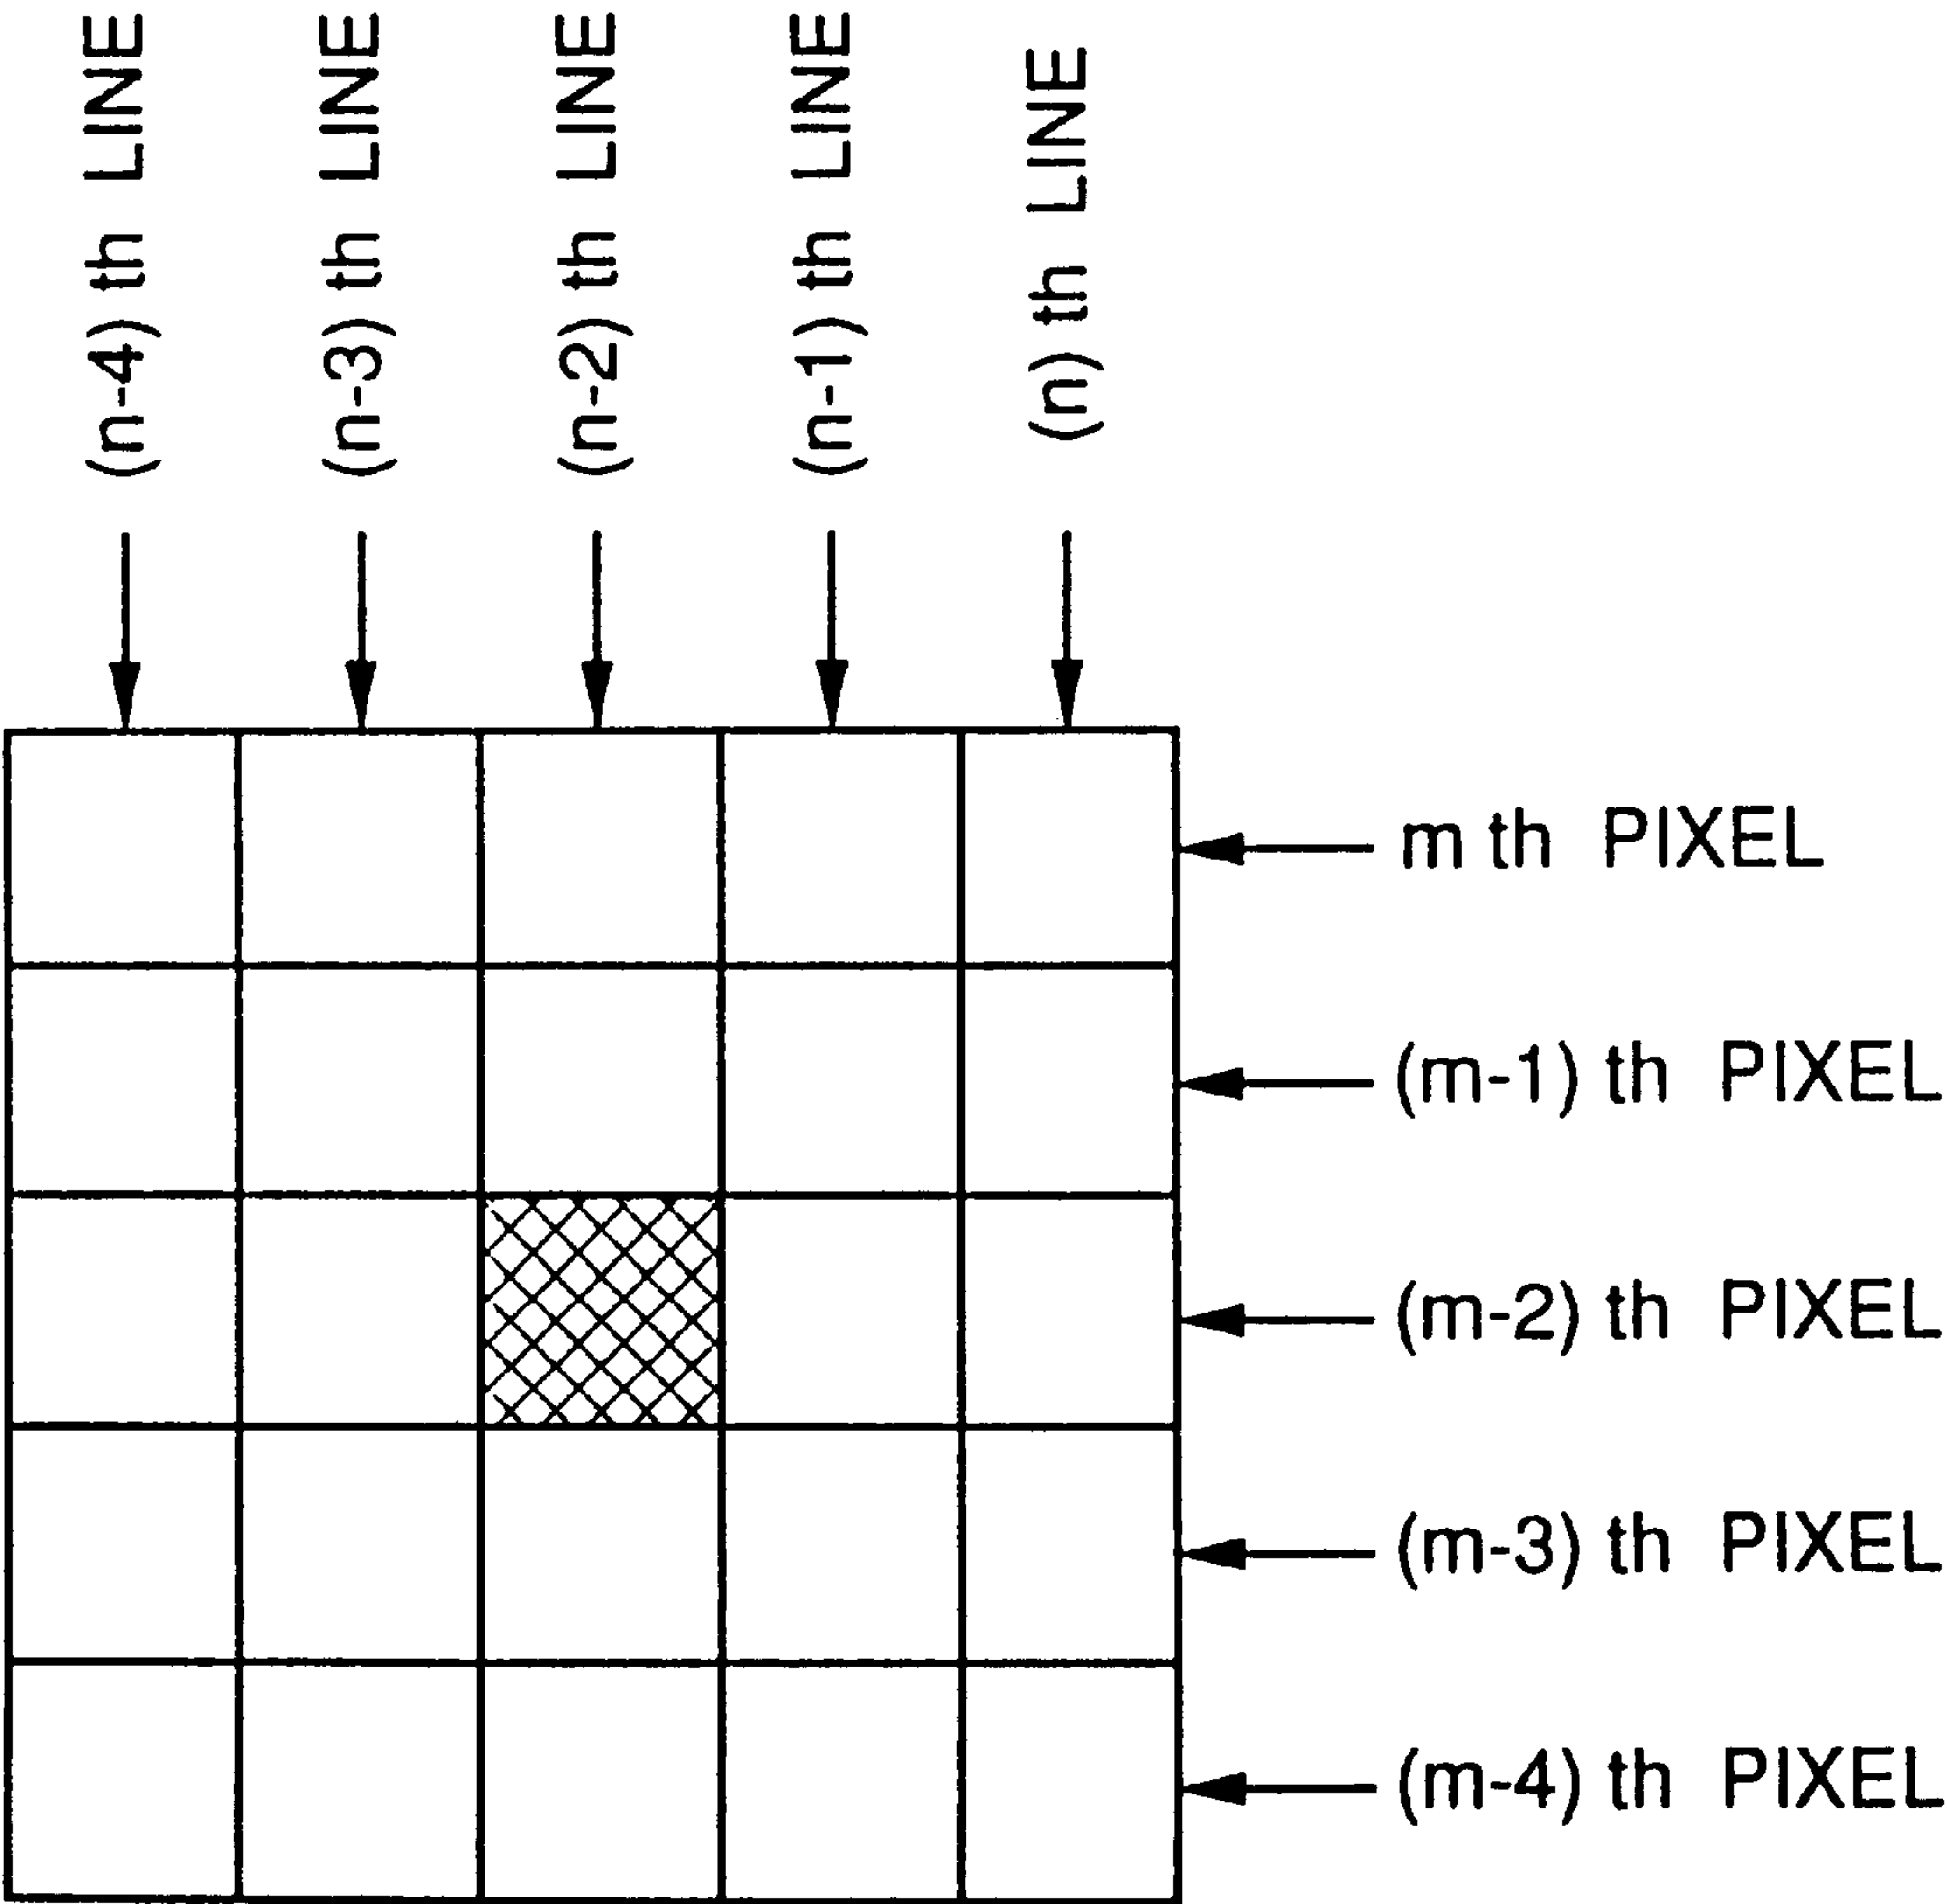 (n-4) th LINE
(n-3) th LINE
(n-2) th LINE
(n-1) th LINE
(n) th LINE
m th PIXEL
(m-1) th PIXEL
(m-2) th PIXEL
(m-3) th PIXEL
(m-4) th PIXEL